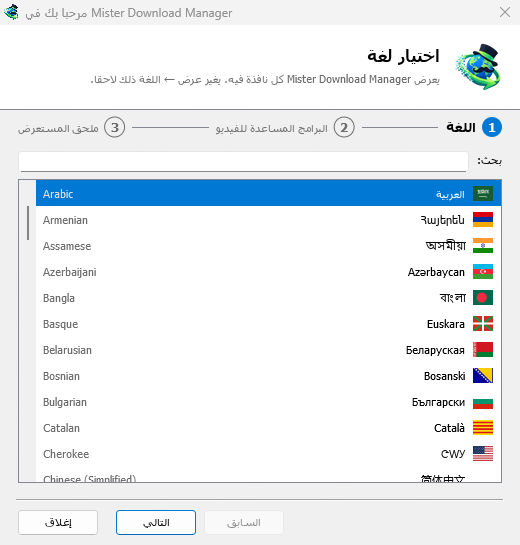 مرحبا بك في Mister Download Manager
اختيار لغة
يعرض Mister Download Manager كل نافذة فيه. يغير عرض ← اللغة ذلك لاحقا.
1 اللغة
2 البرامج المساعدة للفيديو
3 ملحق المستعرض
بحث:
العربية Arabic
Հայերեն Armenian
অসমীয়া Assamese
Azərbaycan Azerbaijani
বাংলা Bangla
Euskara Basque
Беларуская Belarusian
Bosanski Bosnian
Български Bulgarian
Català Catalan
ᏣᎳᎩ Cherokee
简体中文 Chinese (Simplified)
السابق
التالي
إغلاق